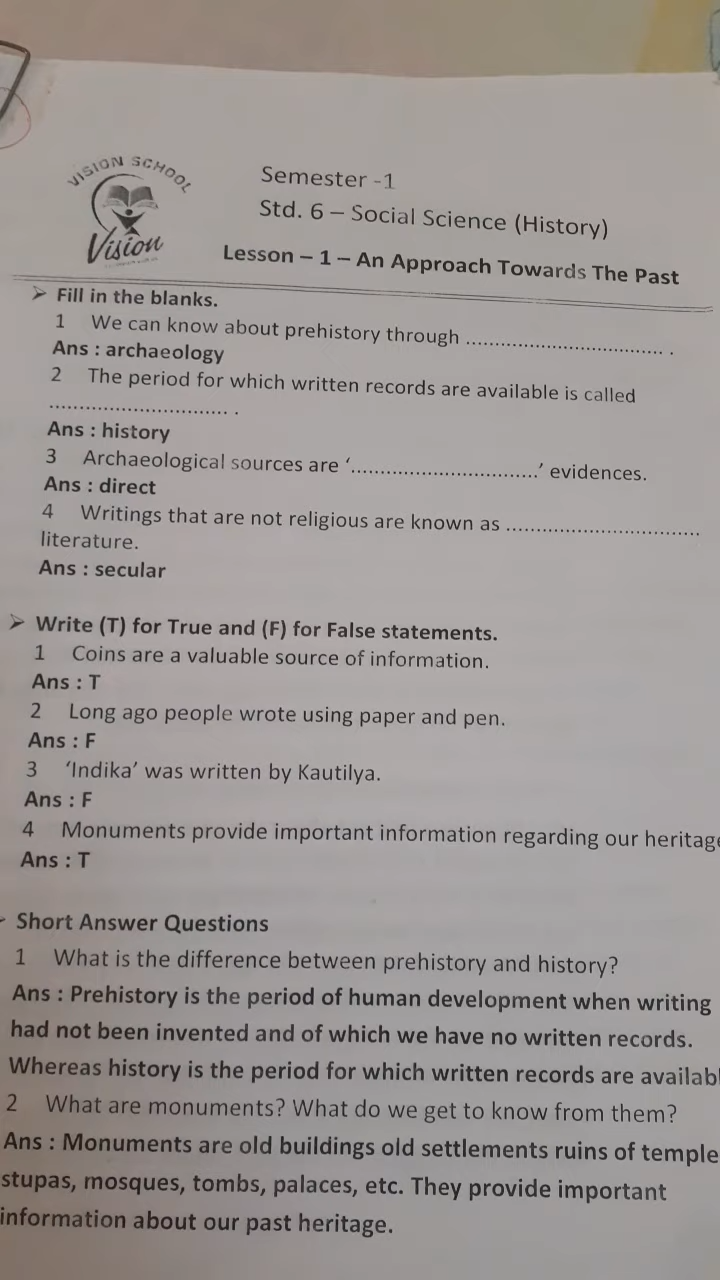 VISION SCHOOL
Vision
Semester -1
Std. 6 – Social Science (History)
Lesson – 1 – An Approach Towards The Past
➢ Fill in the blanks.
1 We can know about prehistory through ................................. .
Ans : archaeology
2 The period for which written records are available is called
.............................. .
Ans : history
3 Archaeological sources are ‘................................’ evidences.
Ans : direct
4 Writings that are not religious are known as .................................
literature.
Ans : secular
➢ Write (T) for True and (F) for False statements.
1 Coins are a valuable source of information.
Ans : T
2 Long ago people wrote using paper and pen.
Ans : F
3 ‘Indika’ was written by Kautilya.
Ans : F
4 Monuments provide important information regarding our heritage
Ans : T
Short Answer Questions
1 What is the difference between prehistory and history?
Ans : Prehistory is the period of human development when writing
had not been invented and of which we have no written records.
Whereas history is the period for which written records are availabl
2 What are monuments? What do we get to know from them?
Ans : Monuments are old buildings old settlements ruins of temple
stupas, mosques, tombs, palaces, etc. They provide important
information about our past heritage.